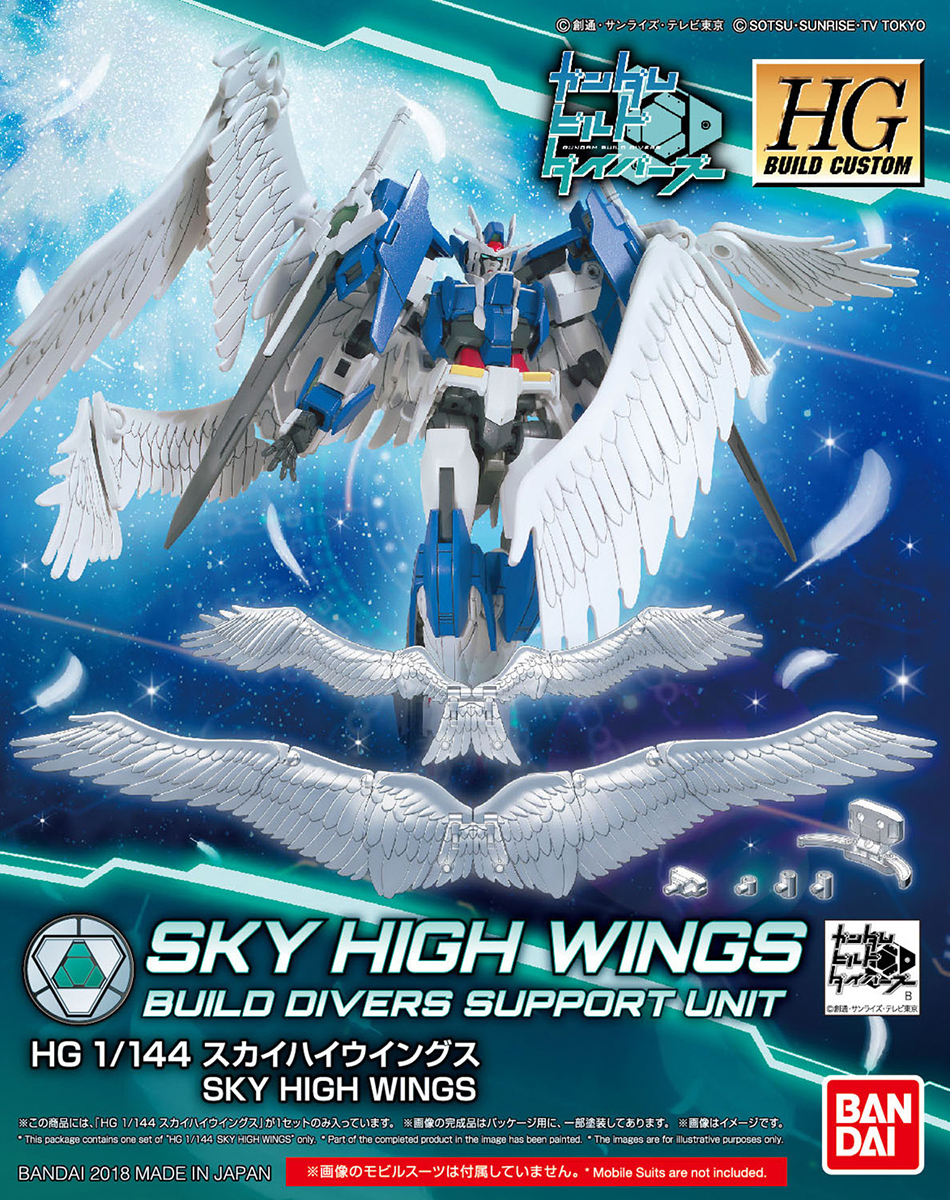 ©創通・サンライズ・テレビ東京 ©SOTSU・SUNRISE・TV TOKYO
ガンダム
ビルド
GUNDAM BUILD DIVERS
ダイバーズ
HG
BUILD CUSTOM
SKY HIGH WINGS
BUILD DIVERS SUPPORT UNIT
ガンダム
ビルド
ダイバーズ
B
©創通・サンライズ・テレビ東京
HG 1/144 スカイハイウイングス
SKY HIGH WINGS
※この商品には、「HG 1/144 スカイハイウイングス」が1セットのみ入っています。 ※画像の完成品はパッケージ用に、一部塗装してあります。 ※画像はイメージです。
* This package contains one set of "HG 1/144 SKY HIGH WINGS" only. * Part of the completed product in the image has been painted. * The images are for illustrative purposes only.
BANDAI 2018 MADE IN JAPAN
※画像のモビルスーツは付属していません。 * Mobile Suits are not included.
BAN
DAI